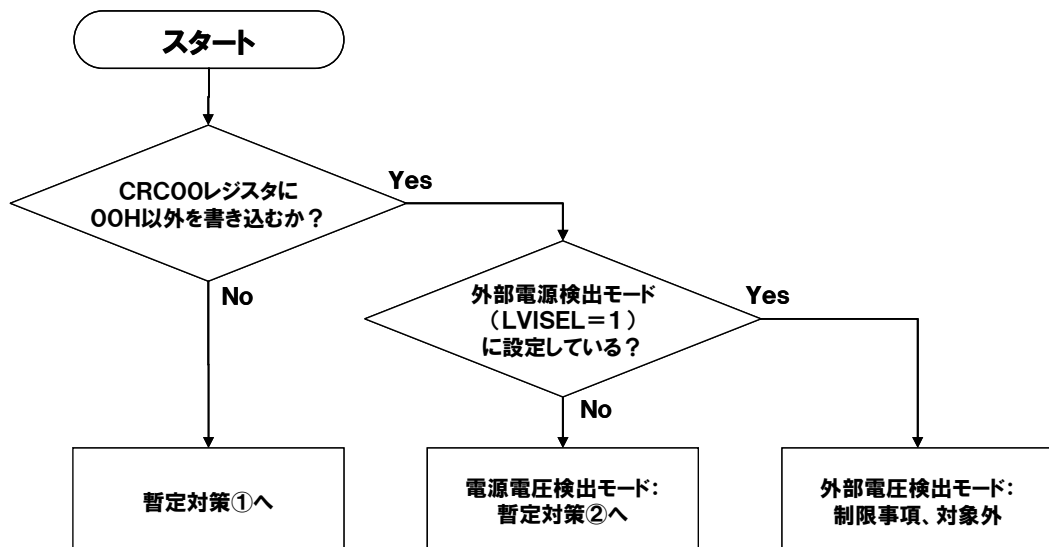 スタート
CRC00レジスタに
00H以外を書き込むか？
Yes
No
外部電源検出モード
（LVISEL＝1）
に設定している？
Yes
No
暫定対策①へ
電源電圧検出モード：
暫定対策②へ
外部電圧検出モード：
制限事項、対象外